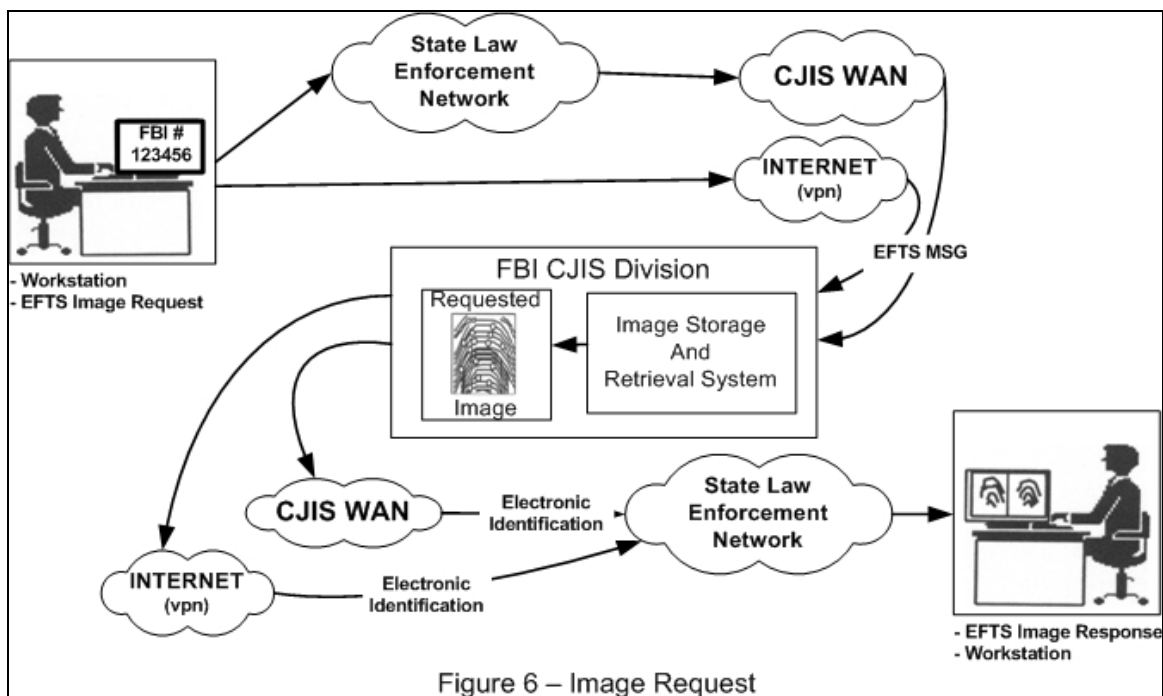 State Law
Enforcement
Network
CJIS WAN
FBI #
123456
INTERNET
(vpn)
- Workstation
- EFTS Image Request
EFTS MSG
FBI CJIS Division
Requested
Image
Image Storage
And
Retrieval System
CJIS WAN
Electronic
Identification
State Law
Enforcement
Network
INTERNET
(vpn)
Electronic
Identification
- EFTS Image Response
- Workstation
Figure 6 – Image Request